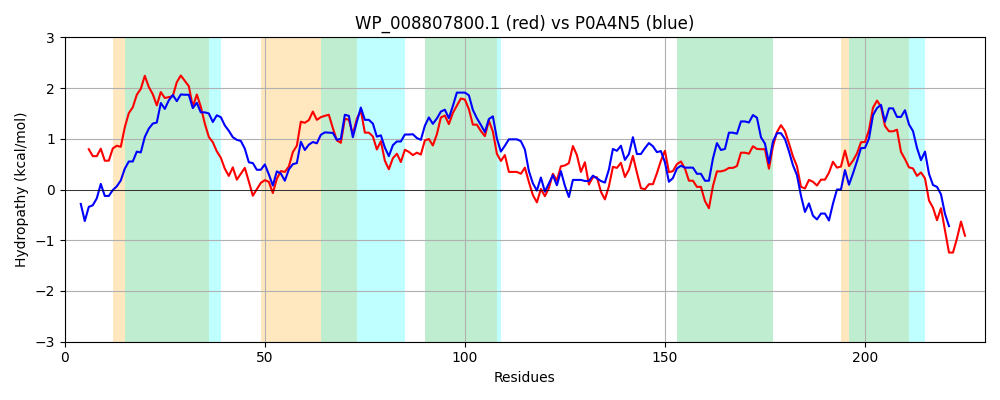 WP_008807800.1 (red) vs P0A4N5 (blue)
3
2
1
0
−1
−2
−3
Hydropathy (kcal/mol)
0 50 100 150 200
Residues